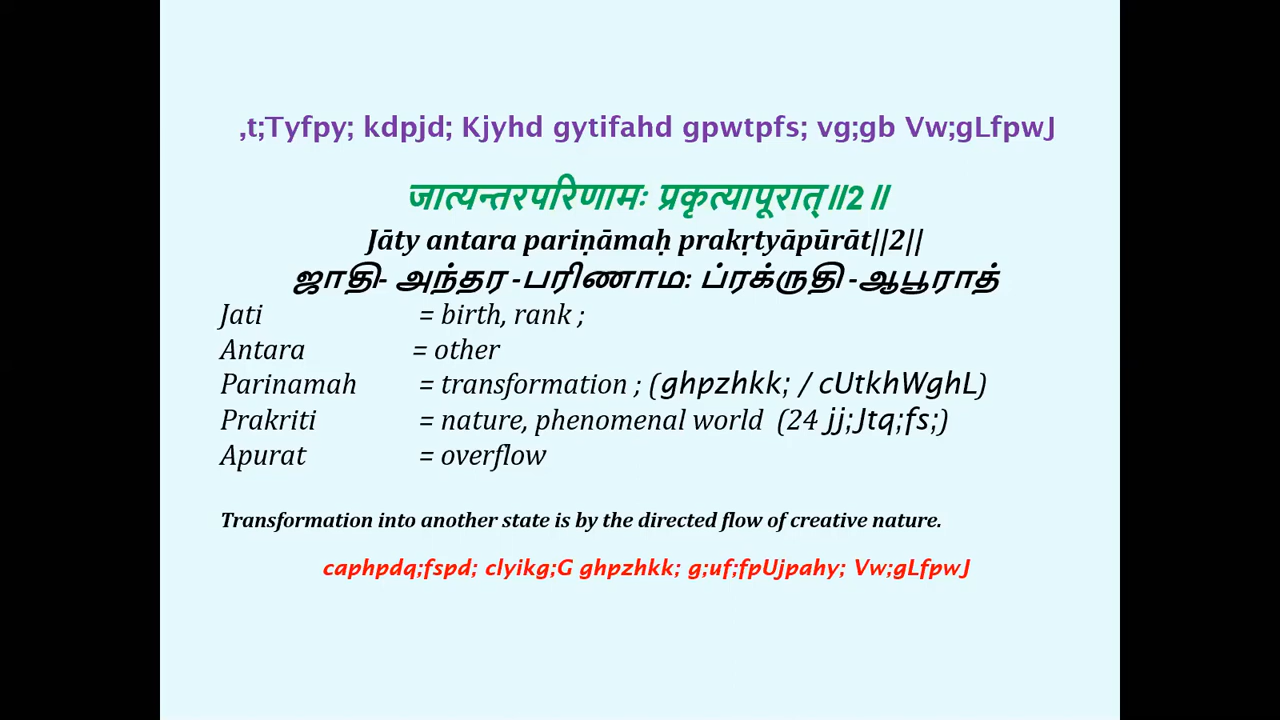 ,t;Tyfpy; kdpjd; Kjyhd gytifahd gpwtpfs; vg;gb Vw;gLfpwJ
जात्यन्तरपरिणामः प्रकृत्यापूरात्॥2॥
Jāty antara pariṇāmaḥ prakṛtyāpūrāt||2||
ஜாதி- அந்தர -பரிணாம: ப்ரக்ருதி -ஆபூராத்
Jati = birth, rank ;
Antara = other
Parinamah = transformation ; (ghpzhkk; / cUtkhWghL)
Prakriti = nature, phenomenal world (24 jj;Jtq;fs;)
Apurat = overflow
Transformation into another state is by the directed flow of creative nature.
caphpdq;fspd; clyikg;G ghpzhkk; g;uf;fpUjpahy; Vw;gLfpwJ